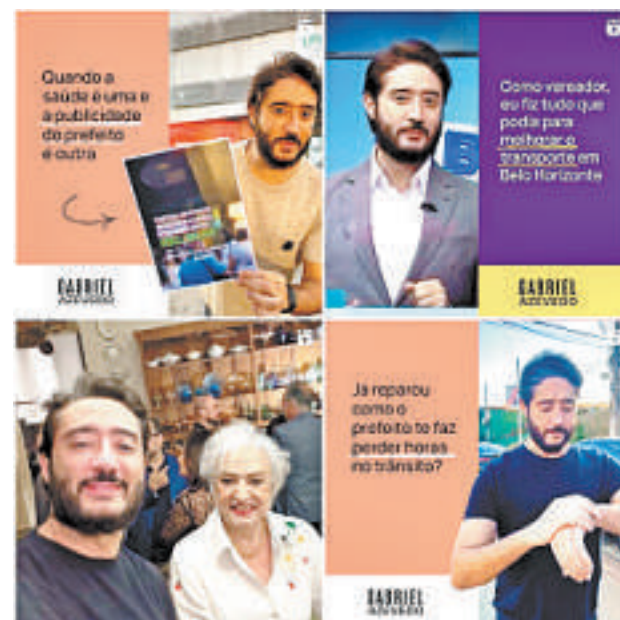 Quando a
saúde é uma e
a publicidade
do prefeito
é outra
GABRIEL
AZEVEDO
Como vereador,
eu fiz tudo que
podia para
melhorar o
transporte em
Belo Horizonte
GABRIEL
AZEVEDO
Já reparou
como o
prefeito te faz
perder horas
no trânsito?
GABRIEL
AZEVEDO